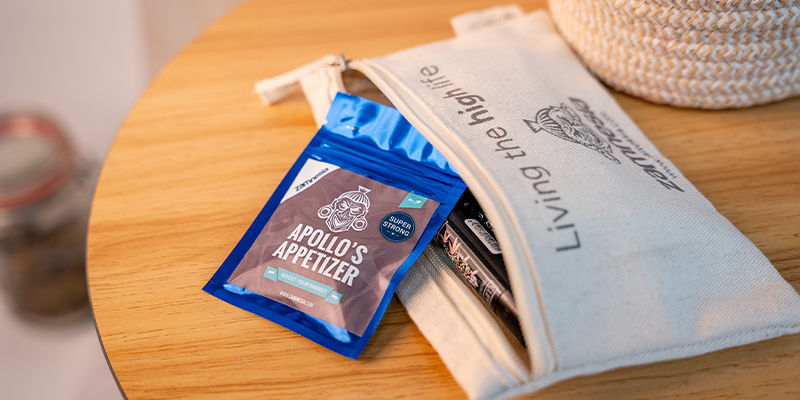 zamnesia
SUPER
STRONG
APOLLO'S
APPETIZER
BOOST YOUR ENERGY
WWW.ZAMNESIA.COM
Living the high life
zamnesia